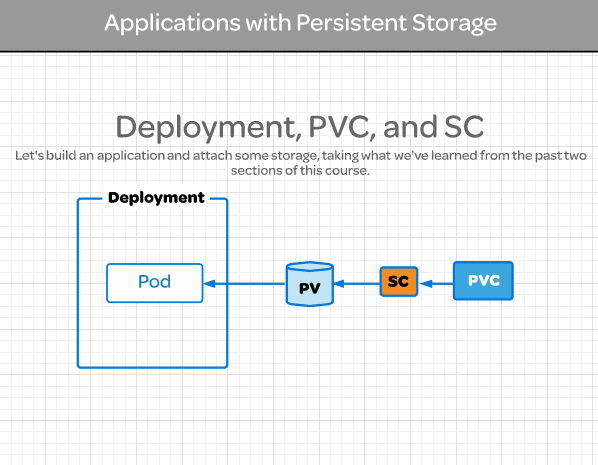 Applications with Persistent Storage
Deployment, PVC, and SC
Let's build an application and attach some storage, taking what we've learned from the past two
sections of this course.
Deployment
Pod
PV
SC
PVC